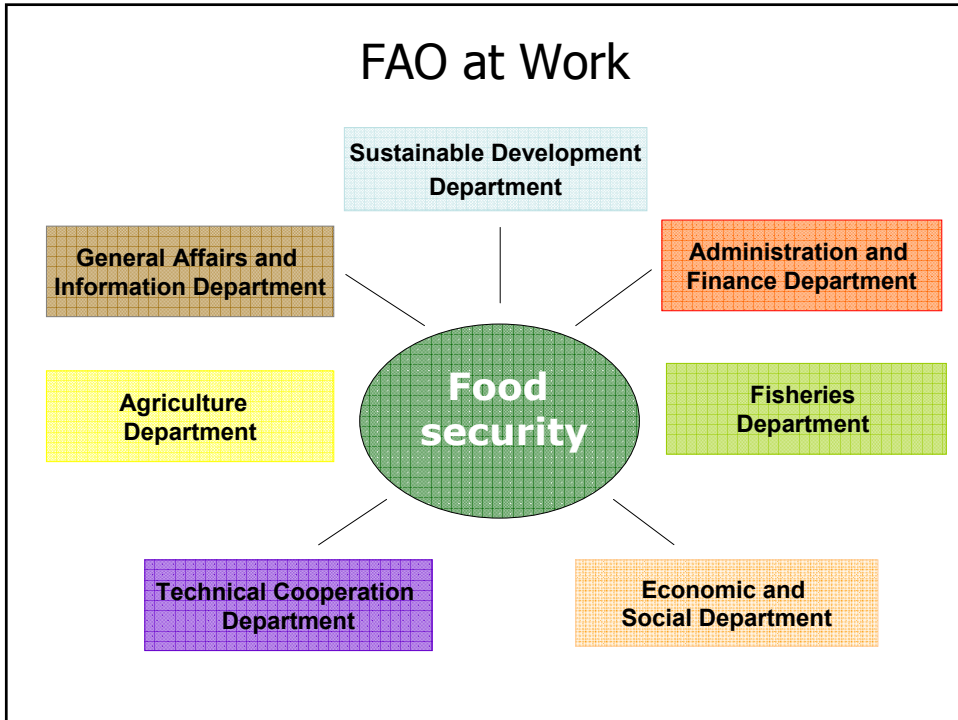 FAO at Work
Sustainable Development
Department
General Affairs and
Information Department
Administration and
Finance Department
Food
security
Agriculture
Department
Fisheries
Department
Technical Cooperation
Department
Economic and
Social Department